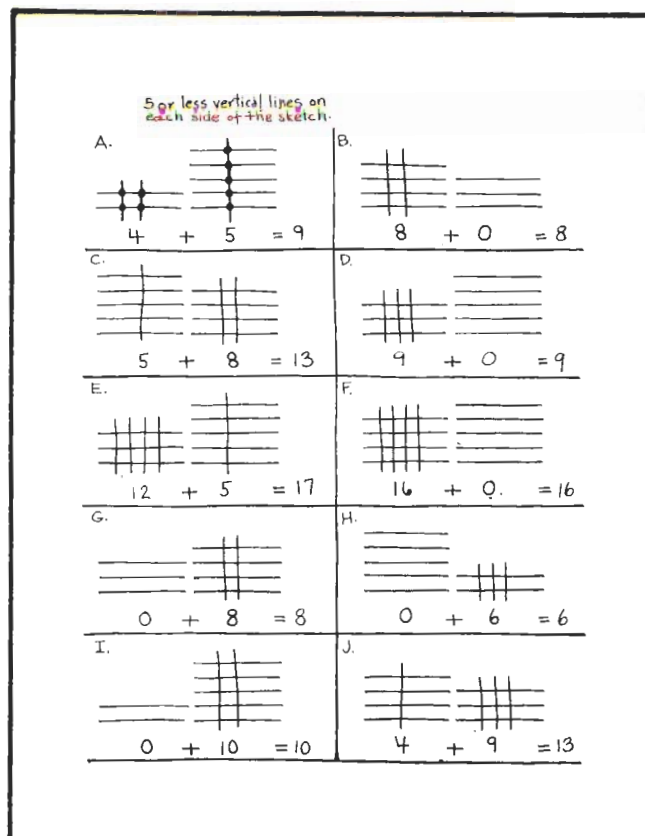 5 or less vertical lines on
each side of the sketch.
A.
4 + 5 = 9
B.
8 + 0 = 8
C.
5 + 8 = 13
D.
9 + 0 = 9
E.
12 + 5 = 17
F.
16 + 0. = 16
G.
0 + 8 = 8
H.
0 + 6 = 6
I.
0 + 10 = 10
J.
4 + 9 = 13